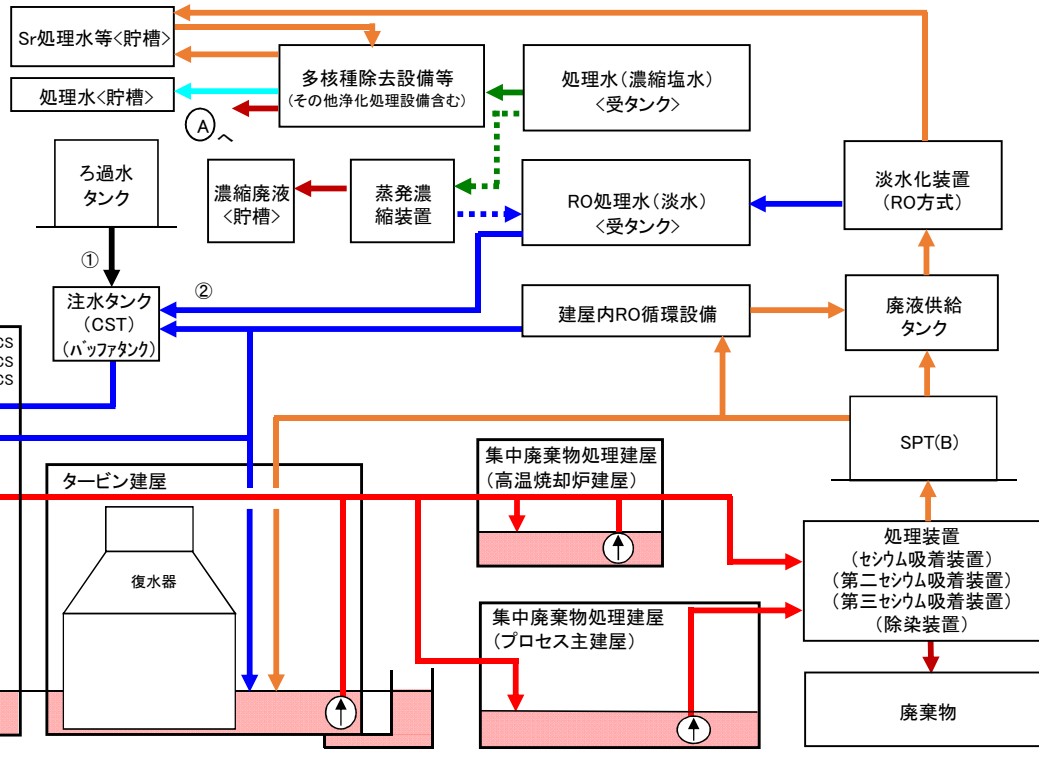 Sr処理水等<貯槽>
処理水<貯槽>
多核種除去設備等
(その他浄化処理設備含む)
Aへ
処理水(濃縮塩水)
<受タンク>
ろ過水
タンク
濃縮廃液
<貯槽>
蒸発濃
縮装置
RO処理水(淡水)
<受タンク>
淡水化装置
(RO方式)
①
②
注水タンク
(CST)
(バッファタンク)
建屋内RO循環設備
廃液供給
タンク
CS
CS
CS
SPT(B)
タービン建屋
復水器
集中廃棄物処理建屋
(高温焼却炉建屋)
集中廃棄物処理建屋
(プロセス主建屋)
処理装置
(セシウム吸着装置)
(第二セシウム吸着装置)
(第三セシウム吸着装置)
(除染装置)
廃棄物